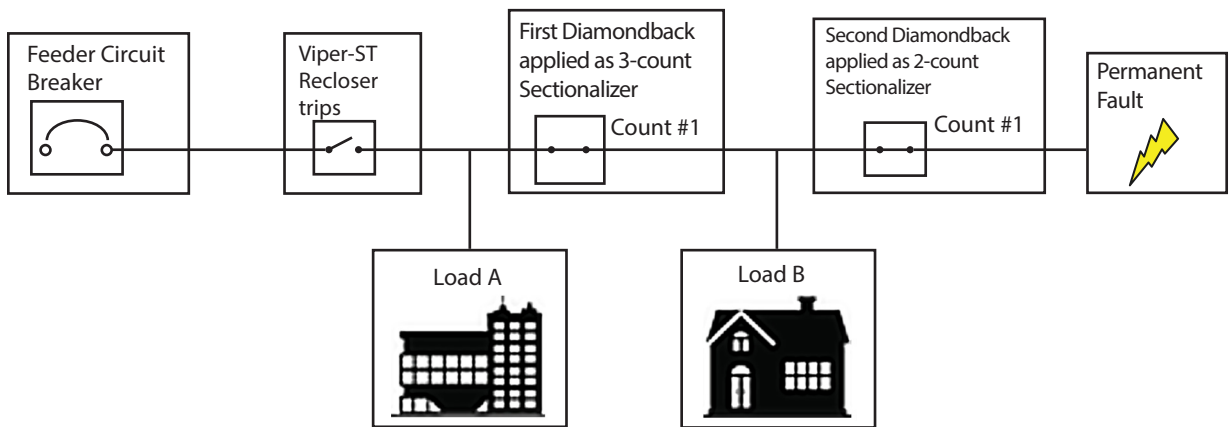 Feeder Circuit
Breaker
Viper-ST
Recloser
trips
First Diamondback
applied as 3-count
Sectionalizer
Count #1
Second Diamondback
applied as 2-count
Sectionalizer
Count #1
Permanent
Fault
Load A
Load B